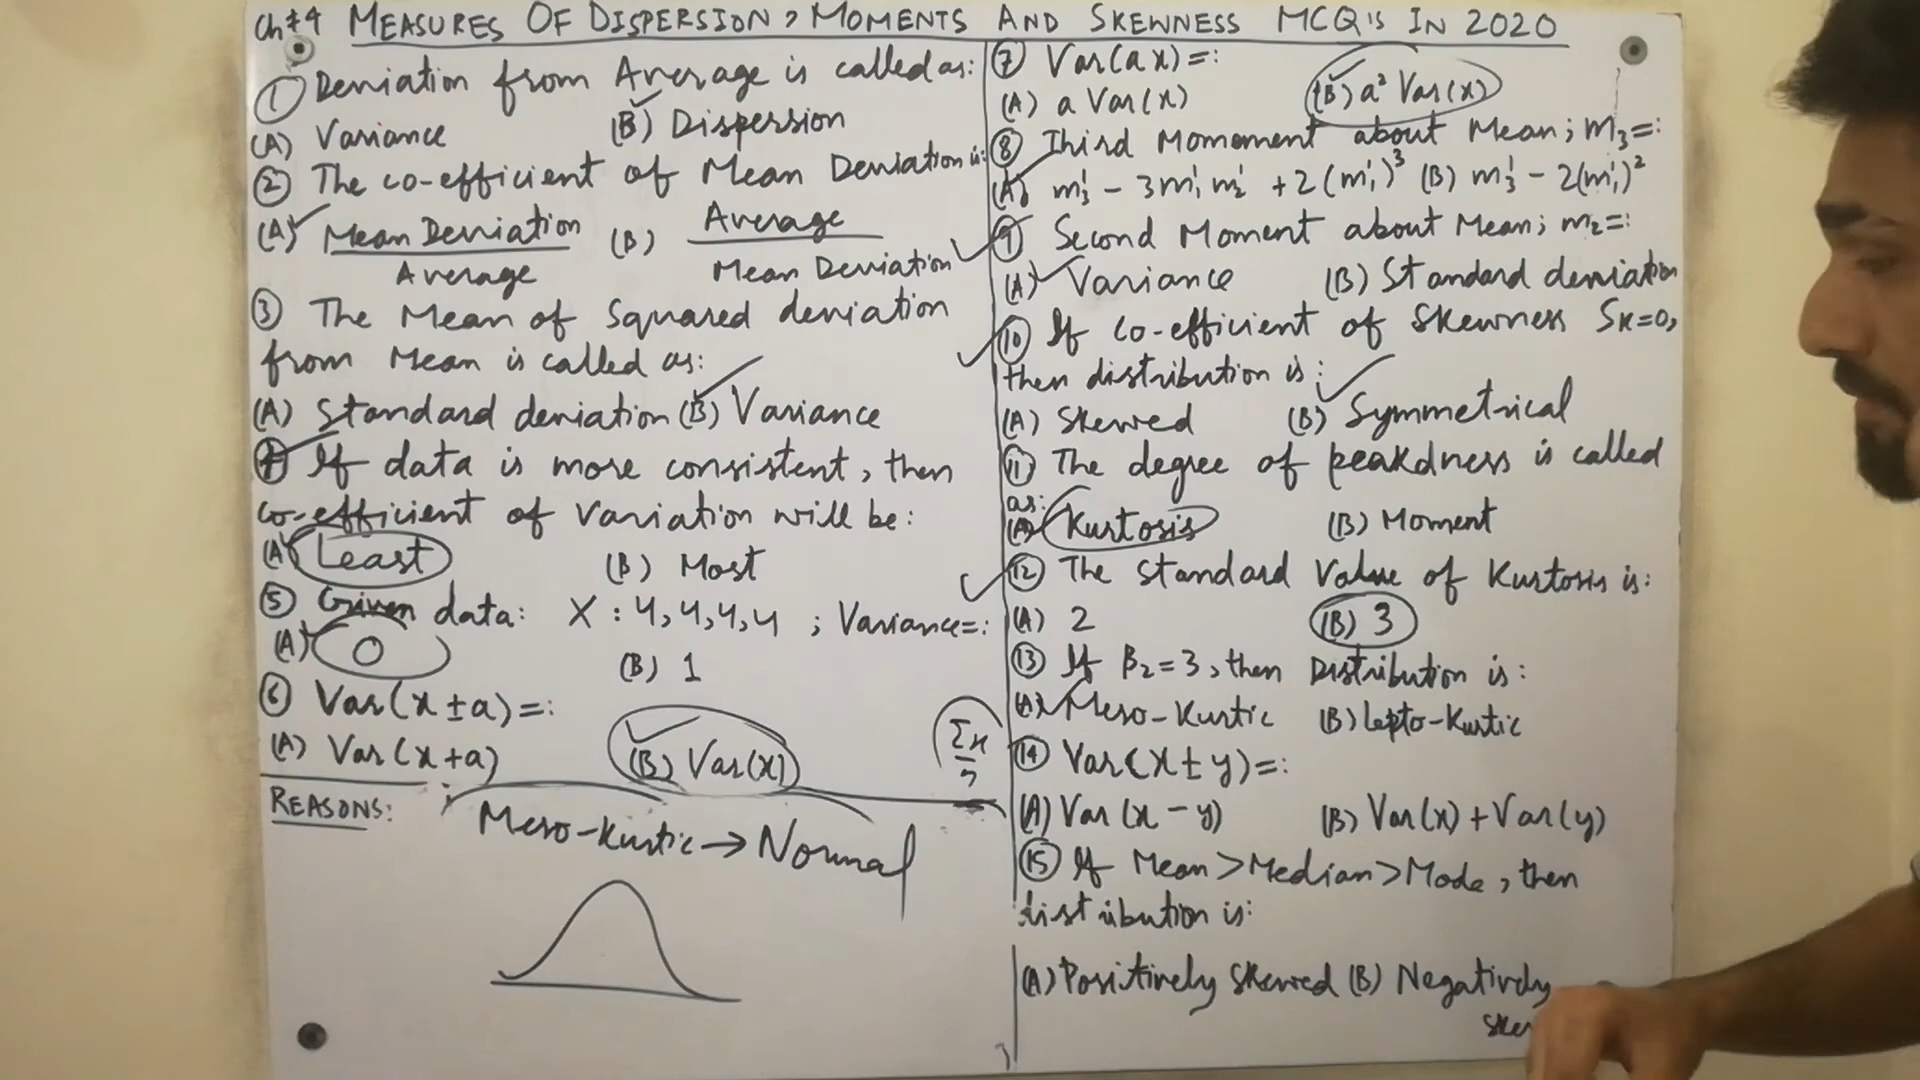 Ch#4 MEASURES OF DISPERSION, MOMENTS AND SKEWNESS MCQ's IN 2020
① Deviation from Average is called as:
(A) Variance (B) Dispersion
② The co-efficient of Mean Deviation is:
(A) Mean Deviation / Average (B) Average / Mean Deviation
③ The Mean of Squared deviation
from Mean is called as:
(A) Standard deviation (B) Variance
④ If data is more consistent, then
co-efficient of variation will be:
(A) Least (B) Most
⑤ Given data: X : 4, 4, 4, 4 ; Variance=:
(A) 0 (B) 1
⑥ Var(x ± a) =:
(A) Var(x+a) (B) Var(x)
REASONS:
Meso-Kurtic → Normal
Σx/n
⑦ Var(ax) =:
(A) a Var(x) (B) a² Var(x)
⑧ Third Momoment about Mean; m₃=:
(A) m₃' - 3m₁' m₂' + 2(m₁')³ (B) m₃' - 2(m₁')²
⑨ Second Moment about Mean; m₂=:
(A) Variance (B) Standard deviation
⑩ If co-efficient of Skewness Sk=0,
then distribution is:
(A) Skewed (B) Symmetrical
⑪ The degree of peakdness is called
as:
(A) Kurtosis (B) Moment
⑫ The Standard Value of Kurtosis is:
(A) 2 (B) 3
⑬ If β₂=3, then Distribution is:
(A) Meso-Kurtic (B) Lepto-Kurtic
⑭ Var(x ± y) =:
(A) Var(x - y) (B) Var(x) + Var(y)
⑮ If Mean > Median > Mode, then
distribution is:
(A) Positively Skewed (B) Negatively